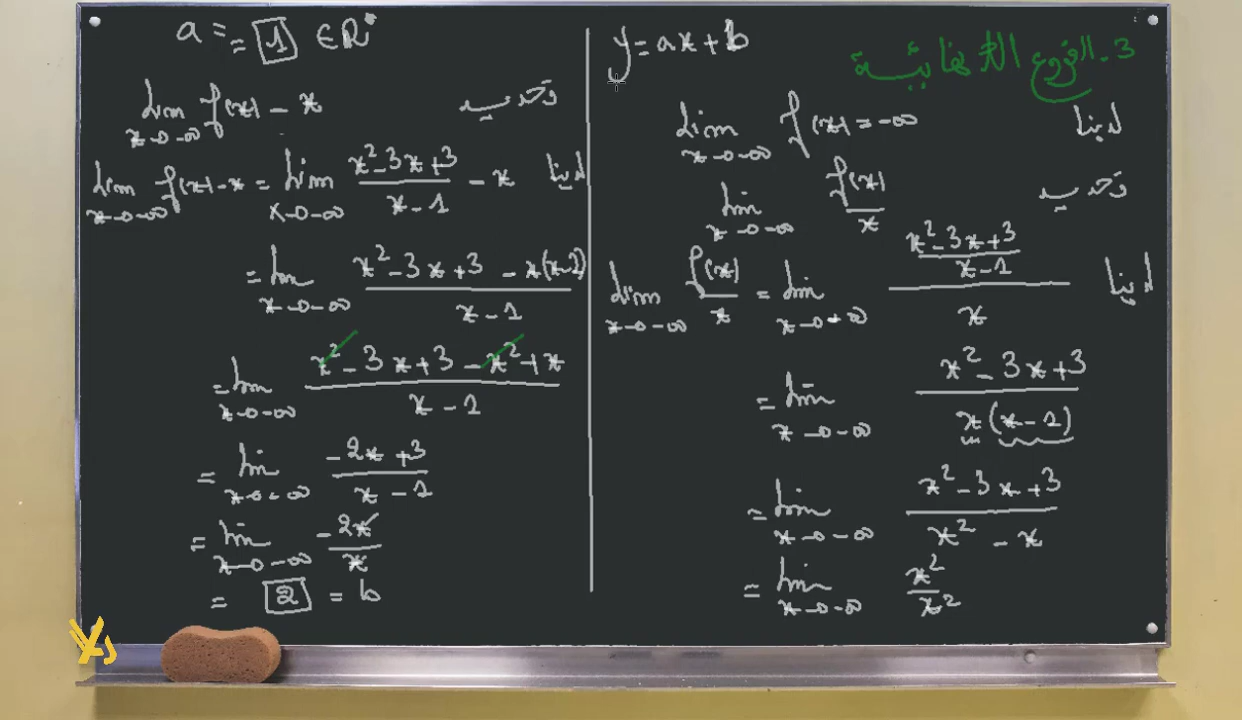 3- الفروع اللانهائية
y = ax + b
لدينا lim x→-∞ f(x) = -∞
نحسب lim x→-∞ f(x)/x
لدينا lim x→-∞ f(x)/x = lim x→-∞ ((x²-3x+3)/(x-1))/x
= lim x→-∞ (x²-3x+3)/(x(x-1))
= lim x→-∞ (x²-3x+3)/(x²-x)
= lim x→-∞ x²/x²
a = = 1 ∈ ℝ*
نحسب lim x→-∞ f(x) - x
لدينا lim x→-∞ f(x)-x = lim x→-∞ (x²-3x+3)/(x-1) - x
= lim x→-∞ (x²-3x+3-x(x-1))/(x-1)
= lim x→-∞ (x²-3x+3-x²+x)/(x-1)
= lim x→-∞ (-2x+3)/(x-1)
= lim x→-∞ -2x/x
= 2 = b